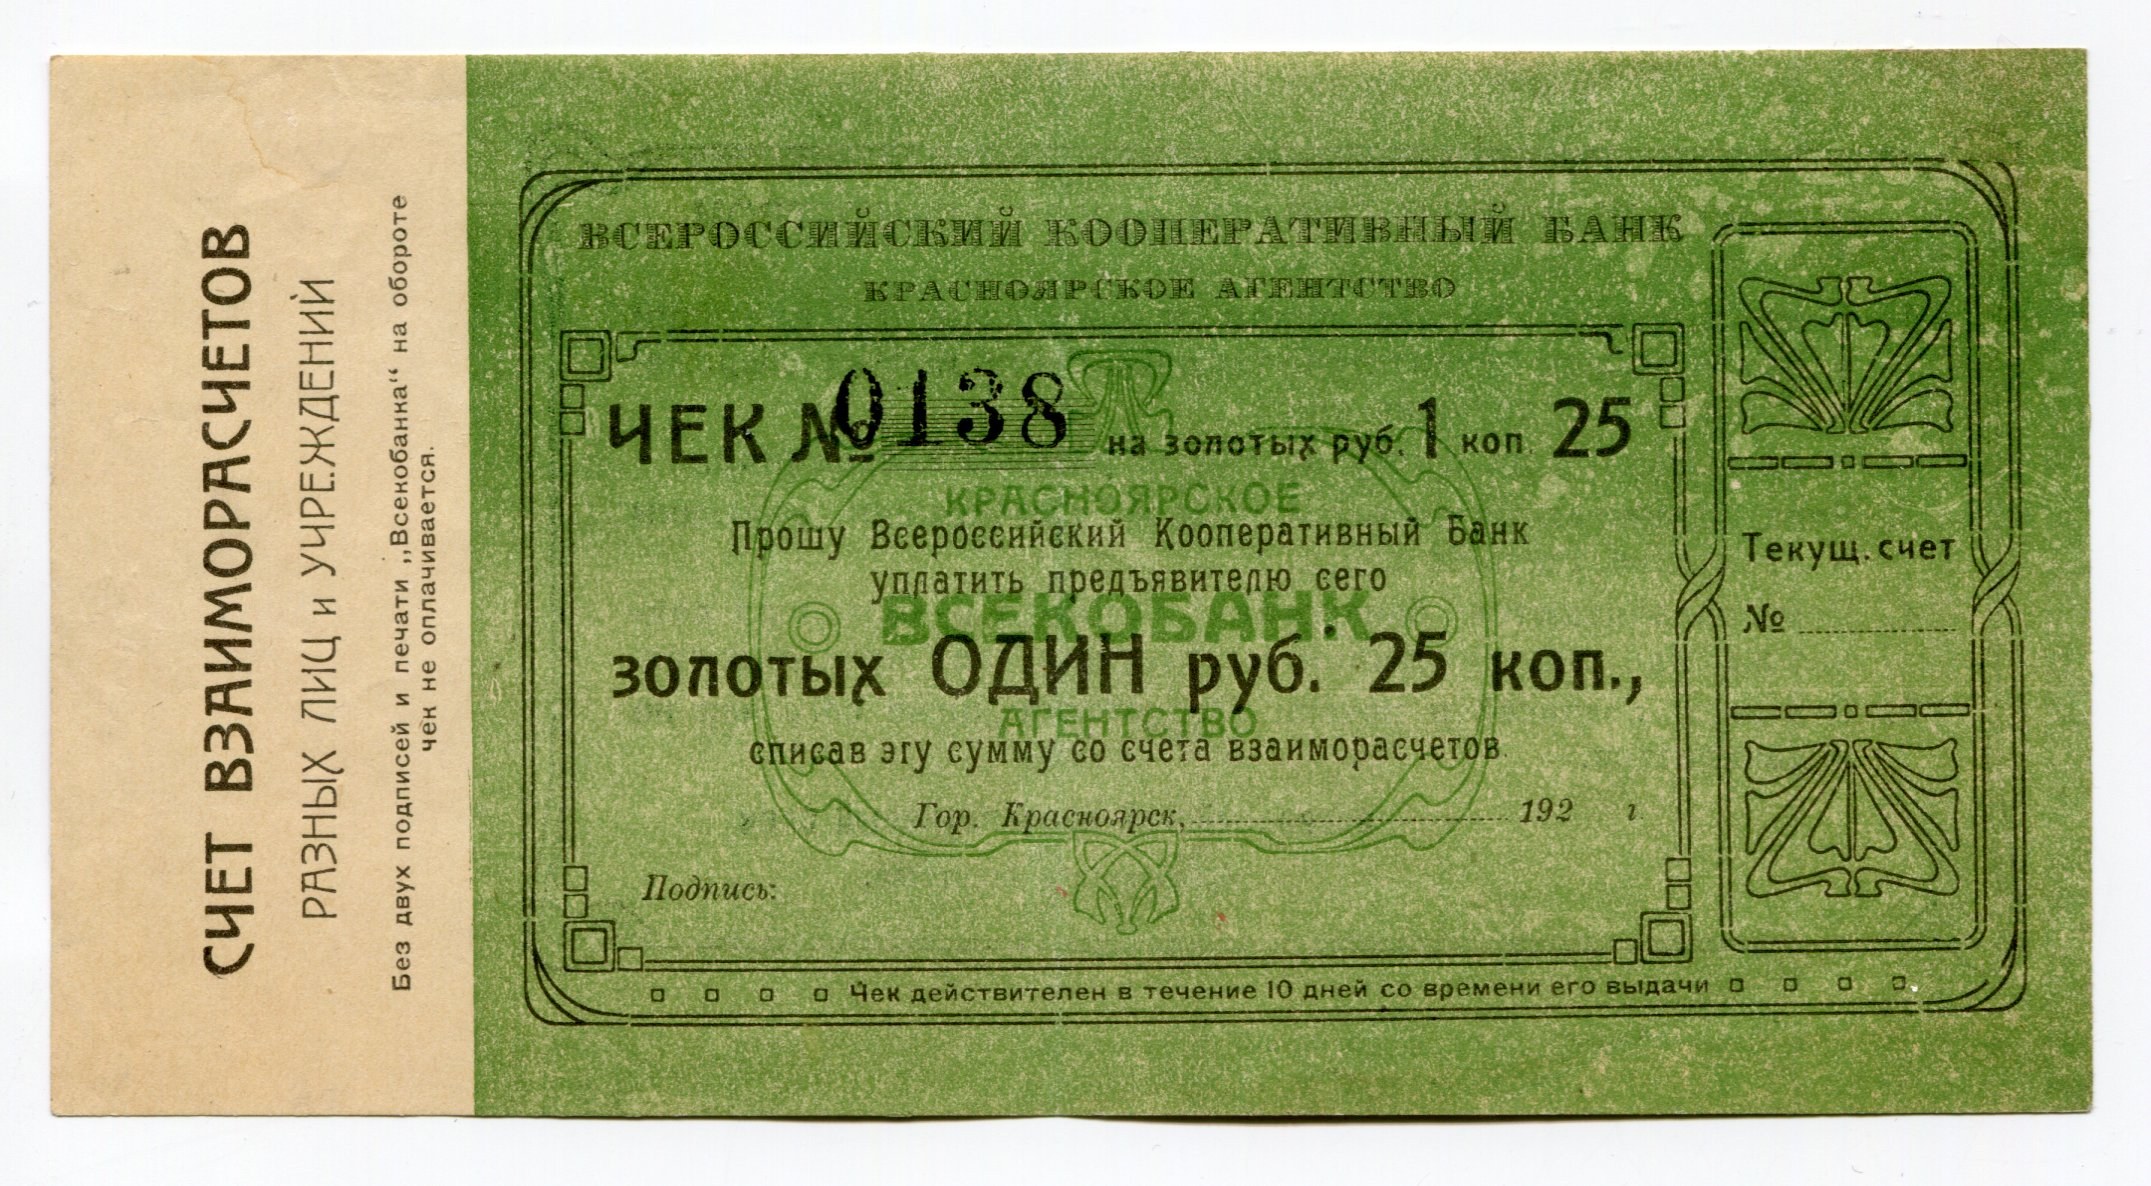 СЧЕТ ВЗАИМОРАСЧЕТОВ
РАЗНЫХ ЛИЦ и УЧРЕЖДЕНИЙ
Без двух подписей и печати „Всекобанка“ на обороте
чек не оплачивается.
ВСЕРОССИЙСКИЙ КООПЕРАТИВНЫЙ БАНК
КРАСНОЯРСКОЕ АГЕНТСТВО
ЧЕК № 0138 на золотых руб. 1 коп. 25
КРАСНОЯРСКОЕ
Прошу Всероссийский Кооперативный Банк
уплатить предъявителю сего
ВСЕКОБАНК
золотых ОДИН руб. 25 коп.,
АГЕНТСТВО
списав эту сумму со счета взаиморасчетов
Гор. Красноярск, 192 г
Подпись:
Чек действителен в течение 10 дней со времени его выдачи
Текущ. счет
№